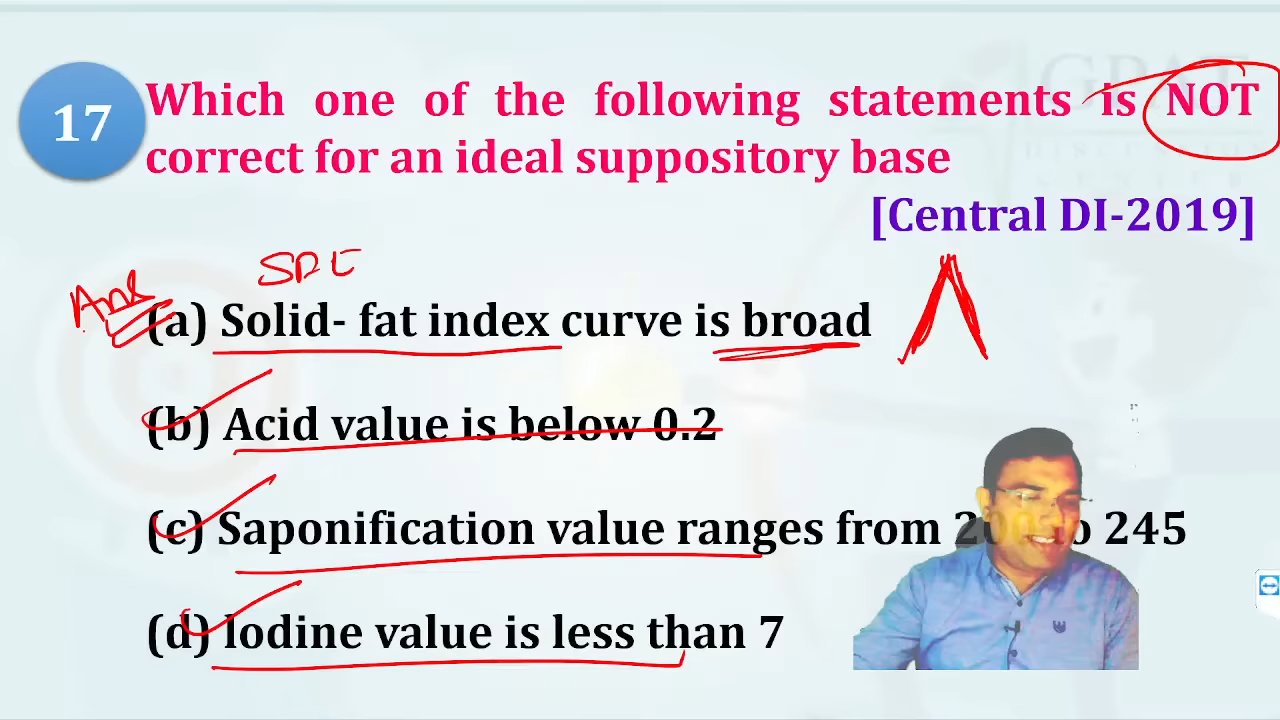 17
Which one of the following statements is NOT
correct for an ideal suppository base
[Central DI-2019]
Ans
(a) Solid- fat index curve is broad
(b) Acid value is below 0.2
(c) Saponification value ranges from 200 to 245
(d) Iodine value is less than 7